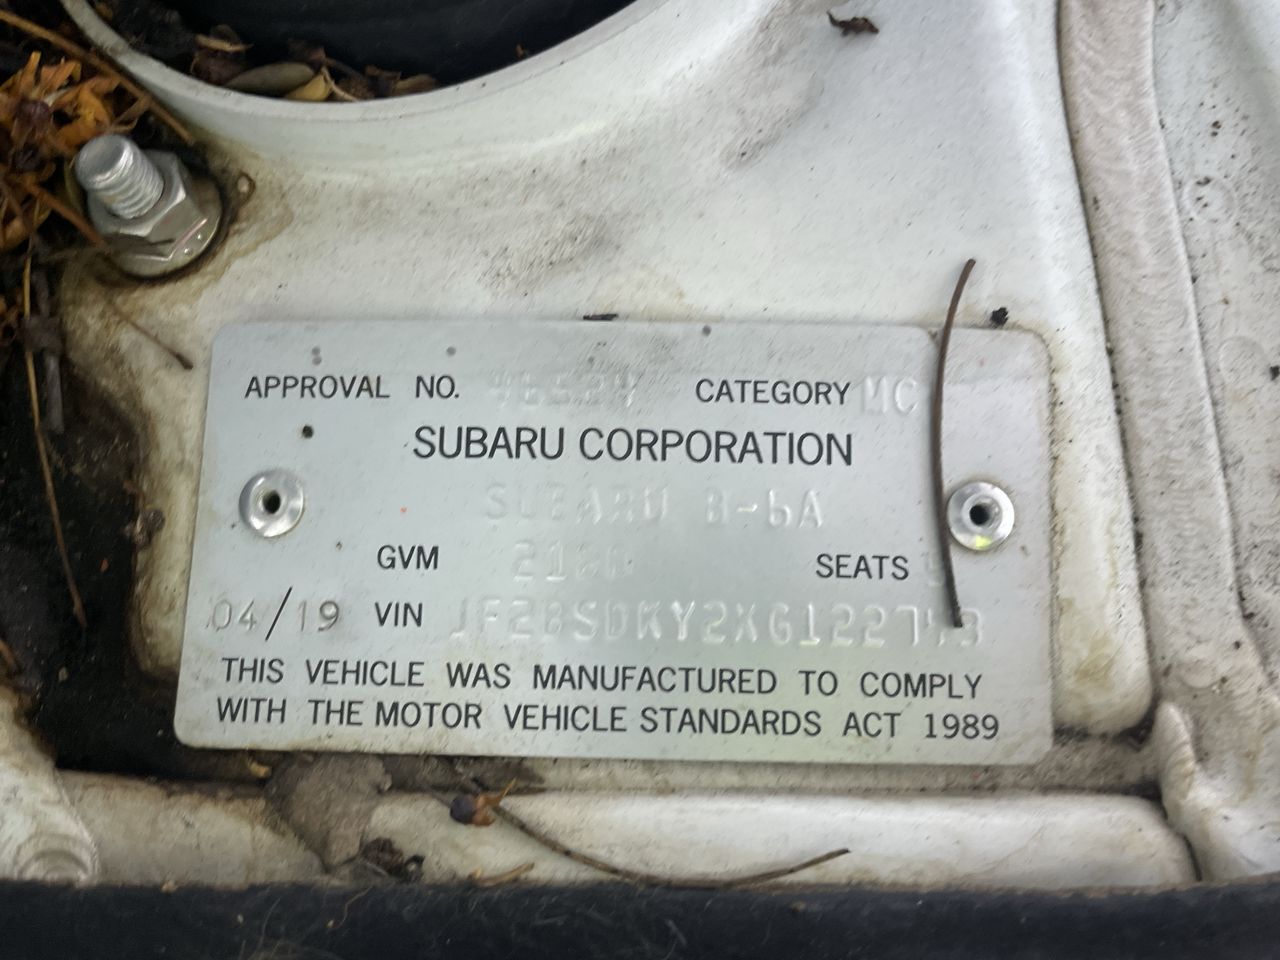 APPROVAL NO. CATEGORY MC
SUBARU CORPORATION
SUBARU B-6A
GVM SEATS
04/19 VIN
THIS VEHICLE WAS MANUFACTURED TO COMPLY
WITH THE MOTOR VEHICLE STANDARDS ACT 1989